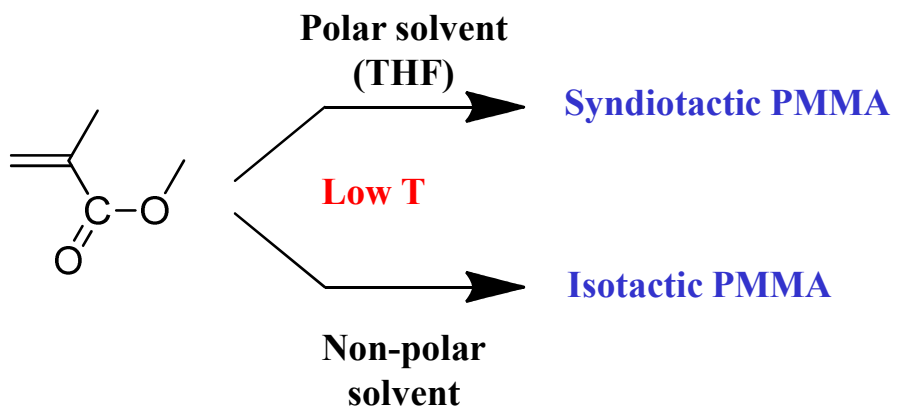 Polar solvent
(THF)
Syndiotactic PMMA
Low T
C
O
O
Isotactic PMMA
Non-polar
solvent